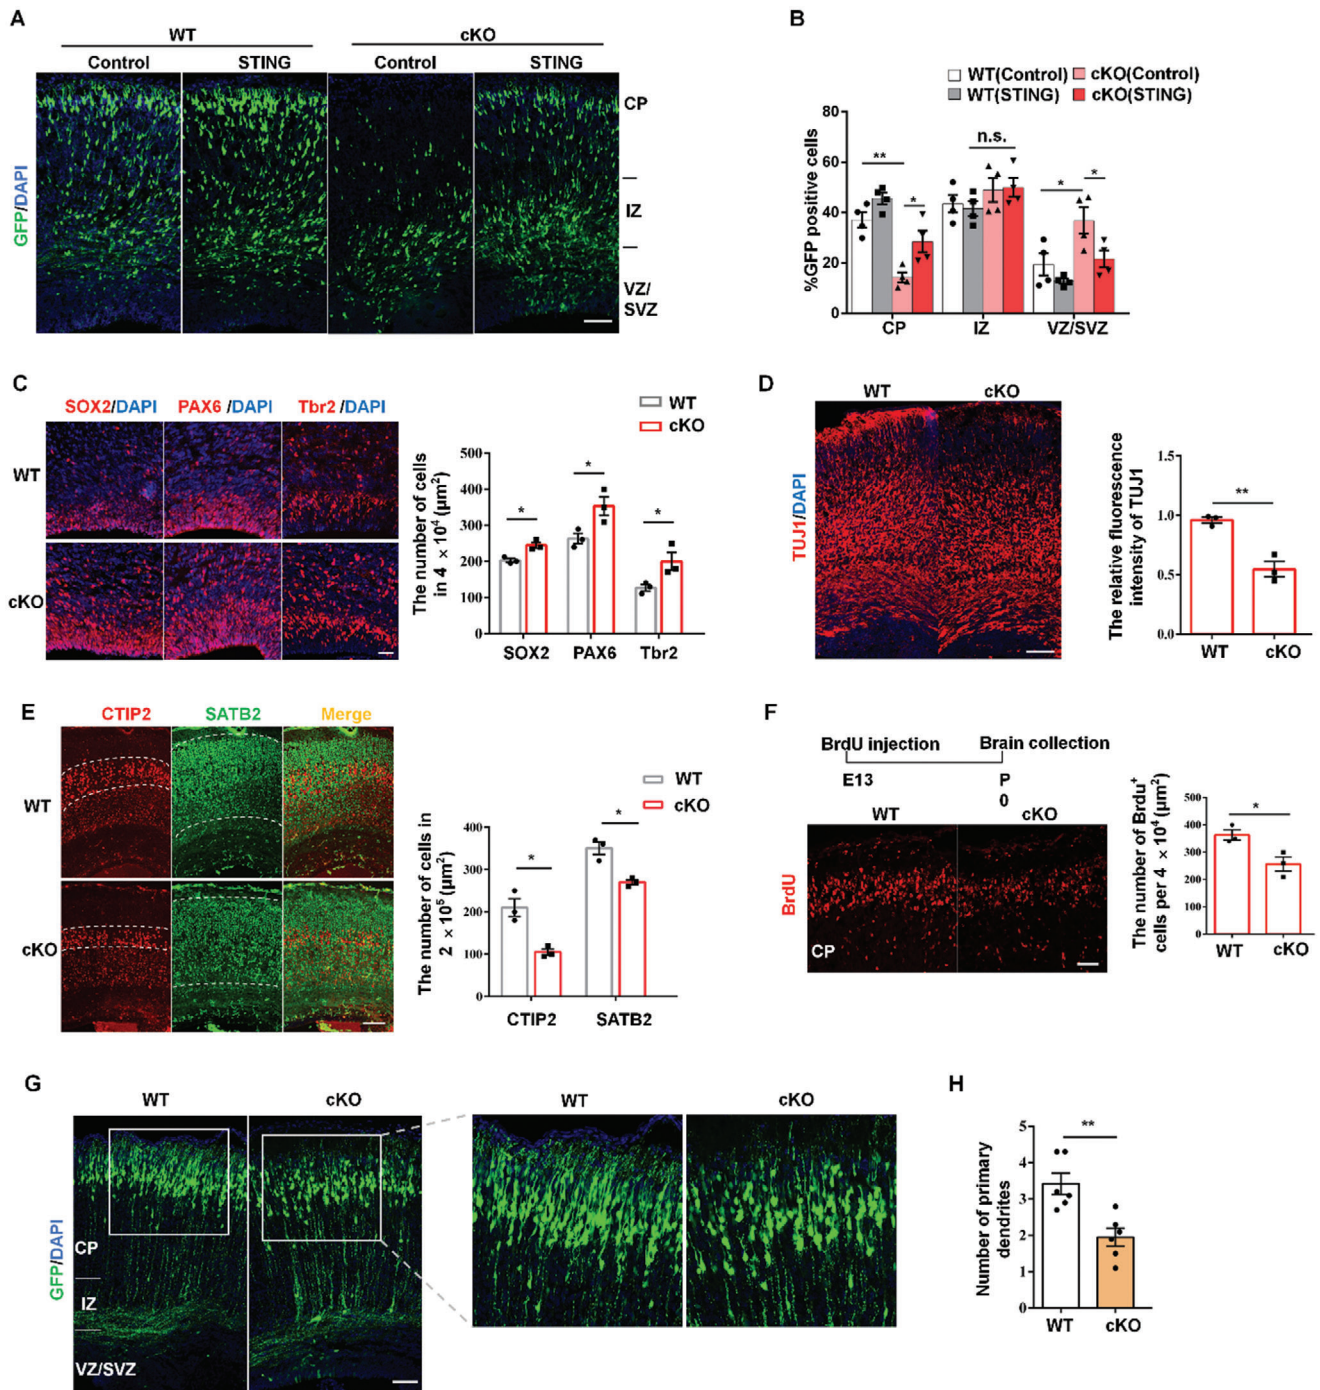 A
WT
cKO
Control
STING
Control
STING
GFP/DAPI
CP
IZ
VZ/
SVZ
B
WT(Control)
cKO(Control)
WT(STING)
cKO(STING)
%GFP positive cells
80
60
40
20
0
**
*
n.s.
*
*
CP
IZ
VZ/SVZ
C
SOX2/DAPI
PAX6 /DAPI
Tbr2 /DAPI
WT
cKO
WT
cKO
The number of cells
in 4 × 10⁴ (μm²)
500
400
300
200
100
0
*
*
*
SOX2
PAX6
Tbr2
D
WT
cKO
TUJ1/DAPI
The relative fluorescence
intensity of TUJ1
1.5
1.0
0.5
0.0
**
WT
cKO
E
CTIP2
SATB2
Merge
WT
cKO
WT
cKO
The number of cells in
2 × 10⁵ (μm²)
400
300
200
100
0
*
*
CTIP2
SATB2
F
BrdU injection
Brain collection
E13
P
0
WT
cKO
BrdU
CP
The number of Brdu⁺
cells per 4 × 10⁴ (μm²)
500
400
300
200
100
0
*
WT
cKO
G
WT
cKO
WT
cKO
GFP/DAPI
CP
IZ
VZ/SVZ
H
Number of primary
dendrites
5
4
3
2
1
0
**
WT
cKO